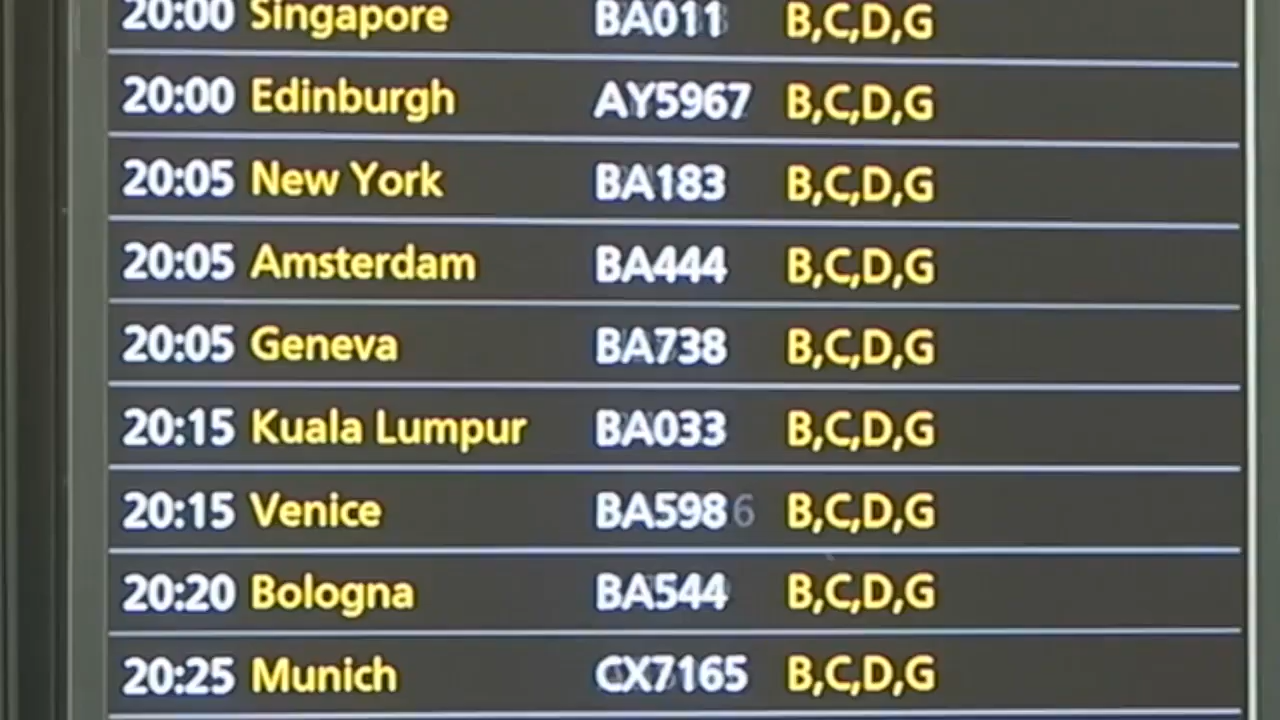 20:00 Singapore BA011 B,C,D,G
20:00 Edinburgh AY5967 B,C,D,G
20:05 New York BA183 B,C,D,G
20:05 Amsterdam BA444 B,C,D,G
20:05 Geneva BA738 B,C,D,G
20:15 Kuala Lumpur BA033 B,C,D,G
20:15 Venice BA598 B,C,D,G
20:20 Bologna BA544 B,C,D,G
20:25 Munich CX7165 B,C,D,G